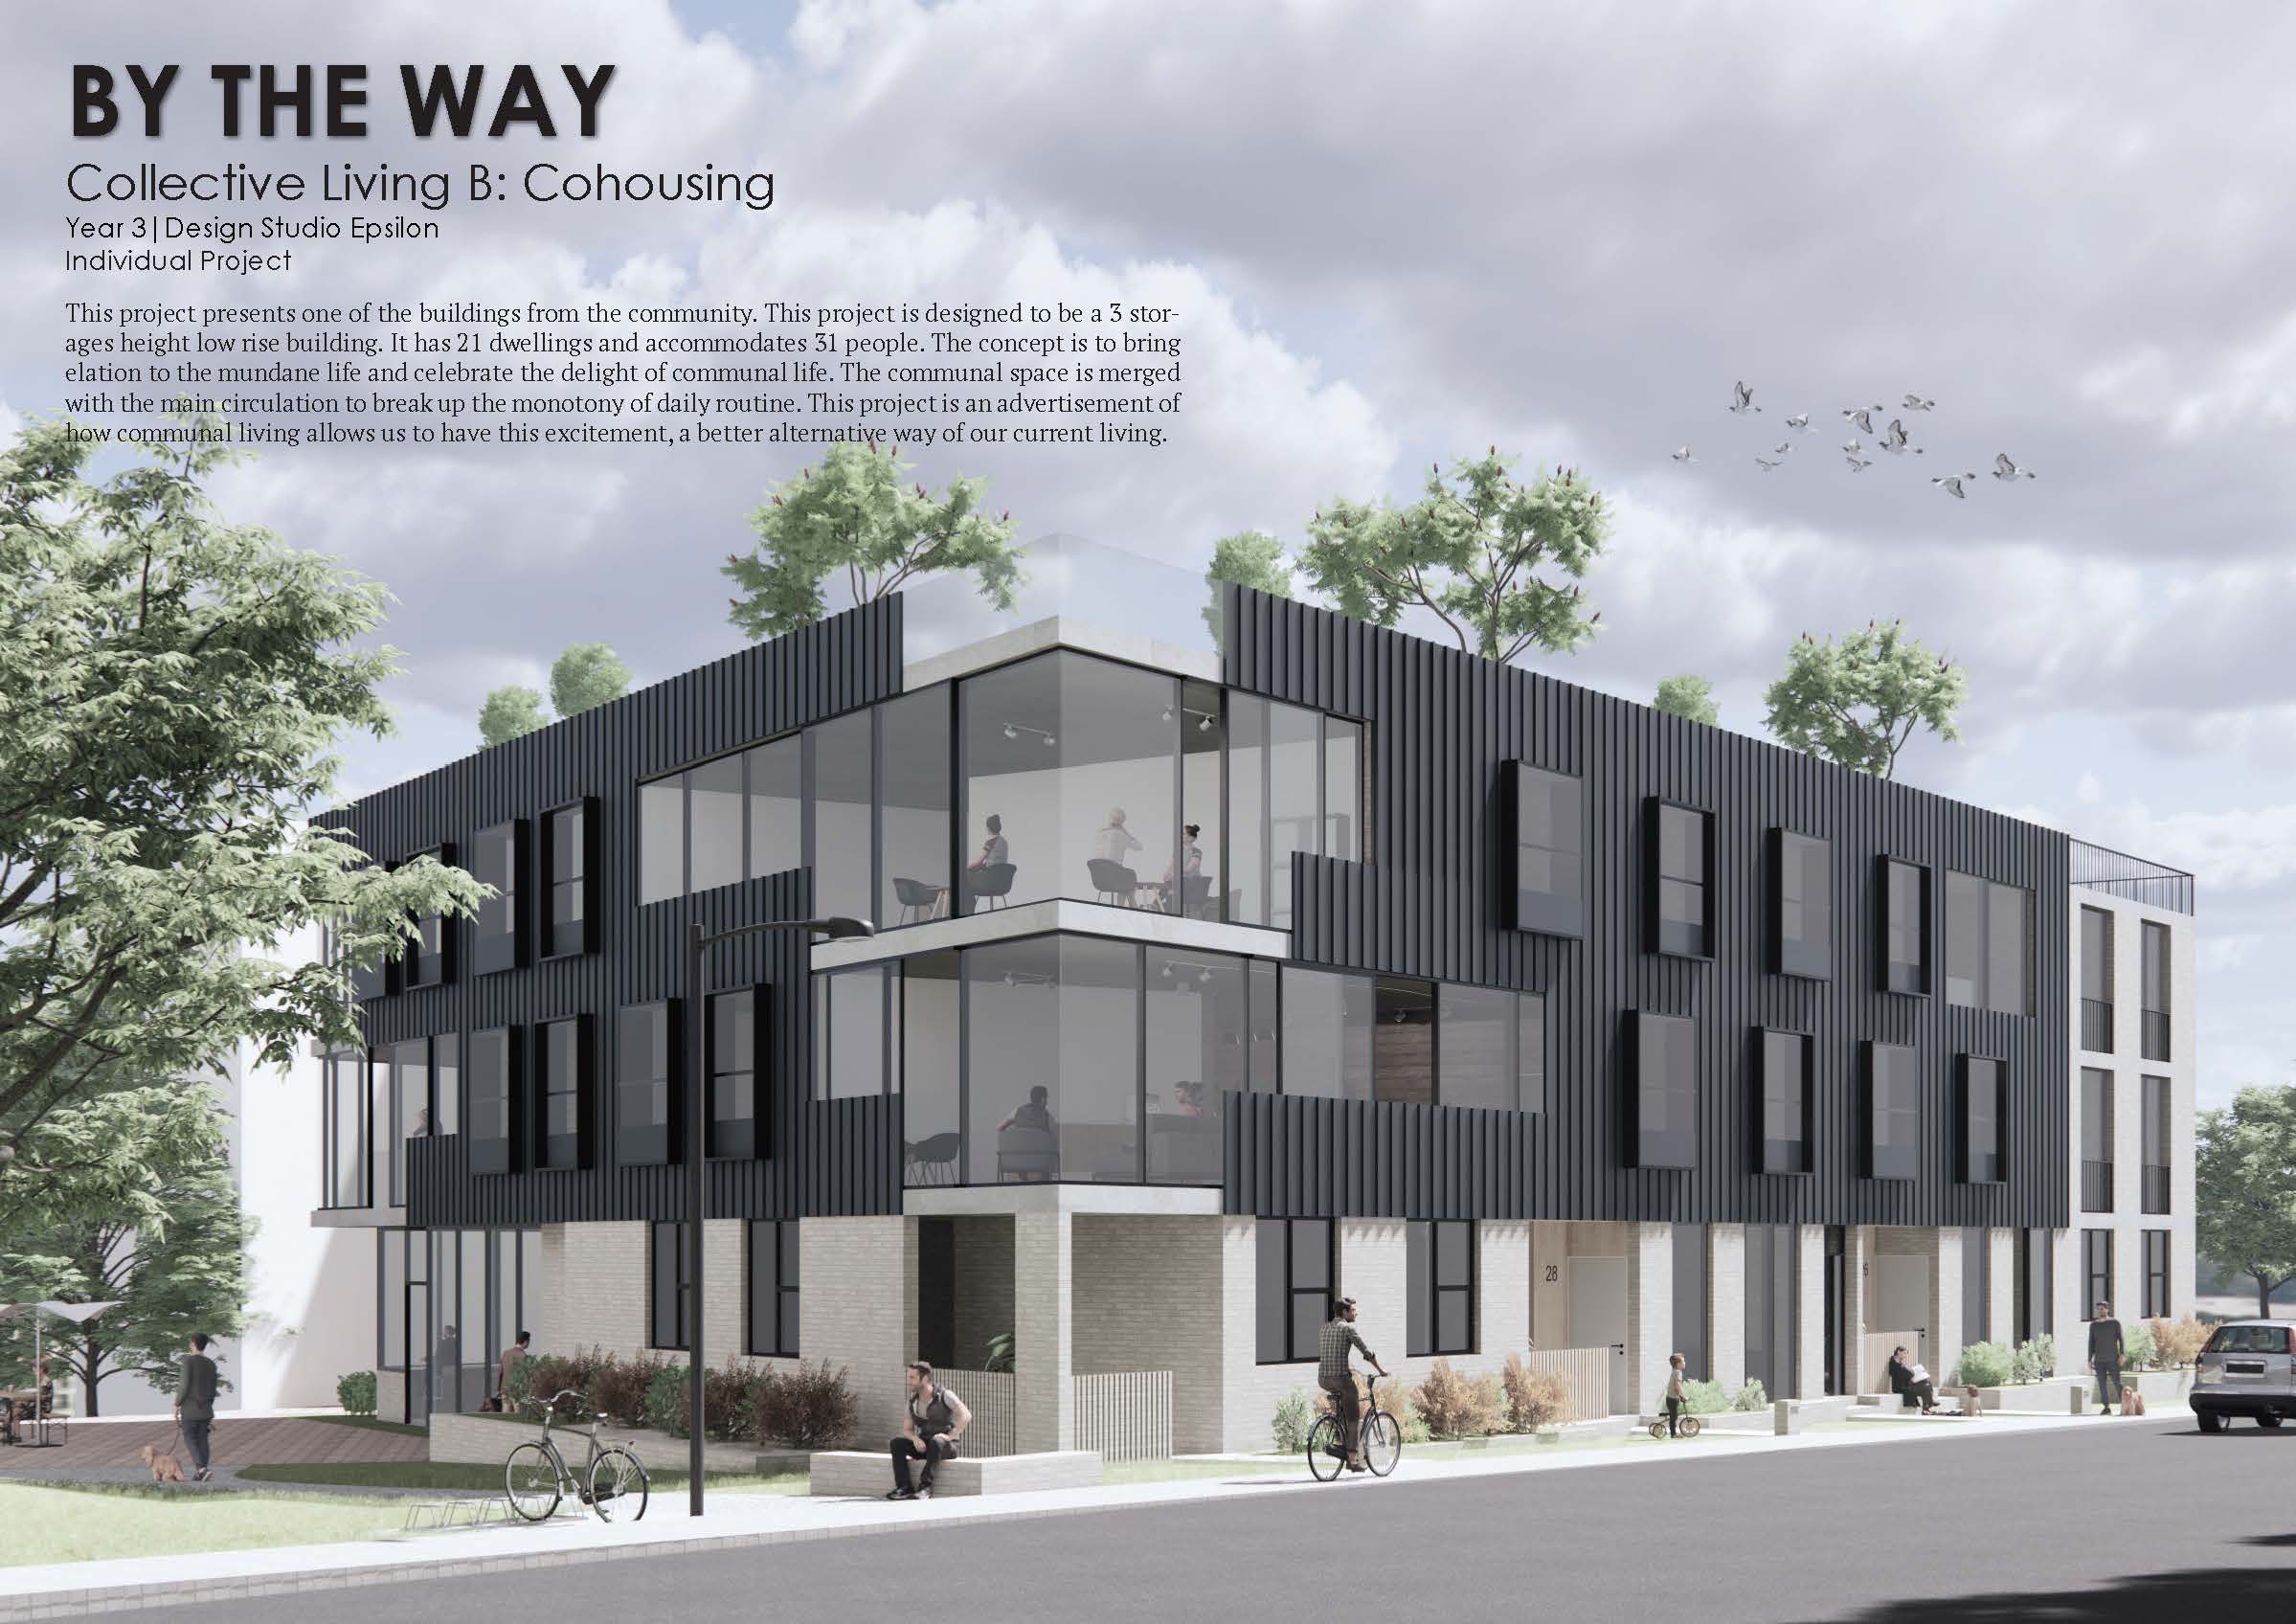 BY THE WAY
Collective Living B: Cohousing
Year 3|Design Studio Epsilon
Individual Project
This project presents one of the buildings from the community. This project is designed to be a 3 stor-
ages height low rise building. It has 21 dwellings and accommodates 31 people. The concept is to bring
elation to the mundane life and celebrate the delight of communal life. The communal space is merged
with the main circulation to break up the monotony of daily routine. This project is an advertisement of
how communal living allows us to have this excitement, a better alternative way of our current living.
28